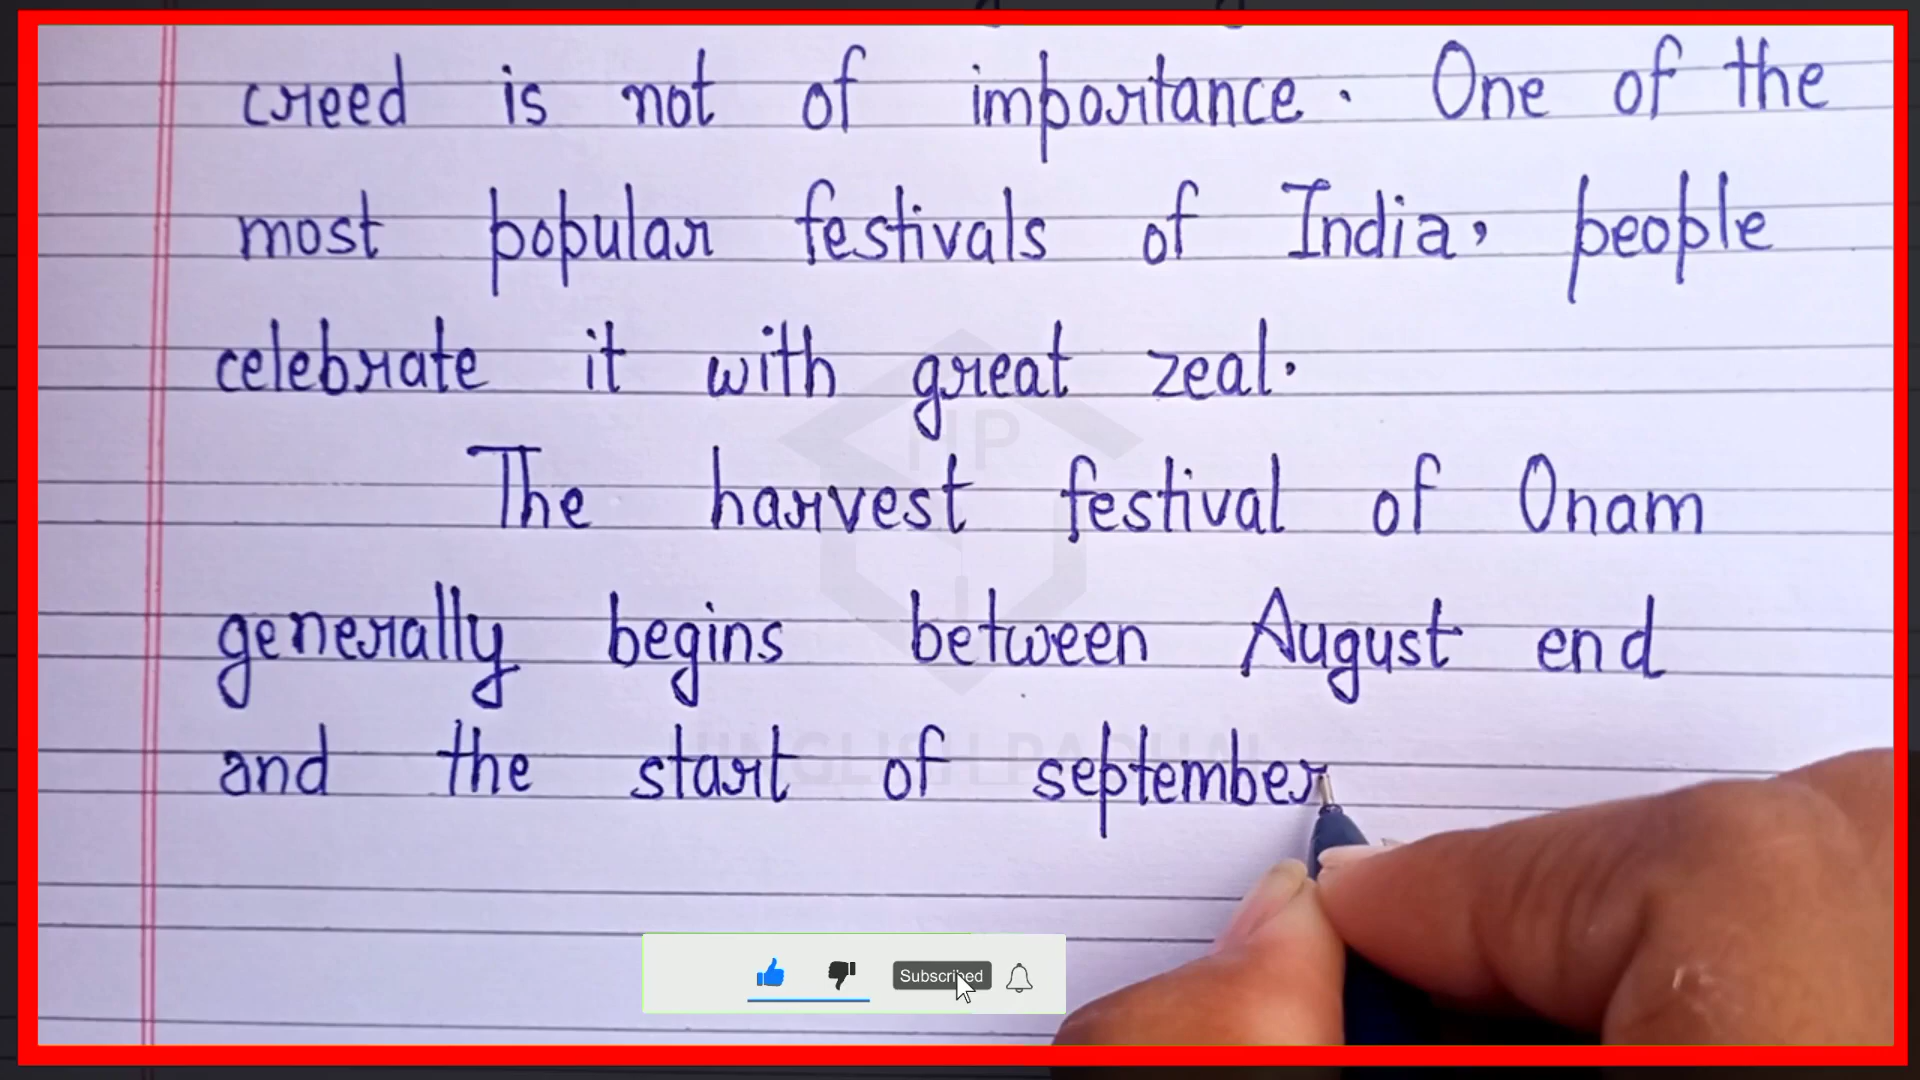 creed is not of importance. One of the
most popular festivals of India, people
celebrate it with great zeal.
The harvest festival of Onam
generally begins between August end
and the start of september
Subscribed